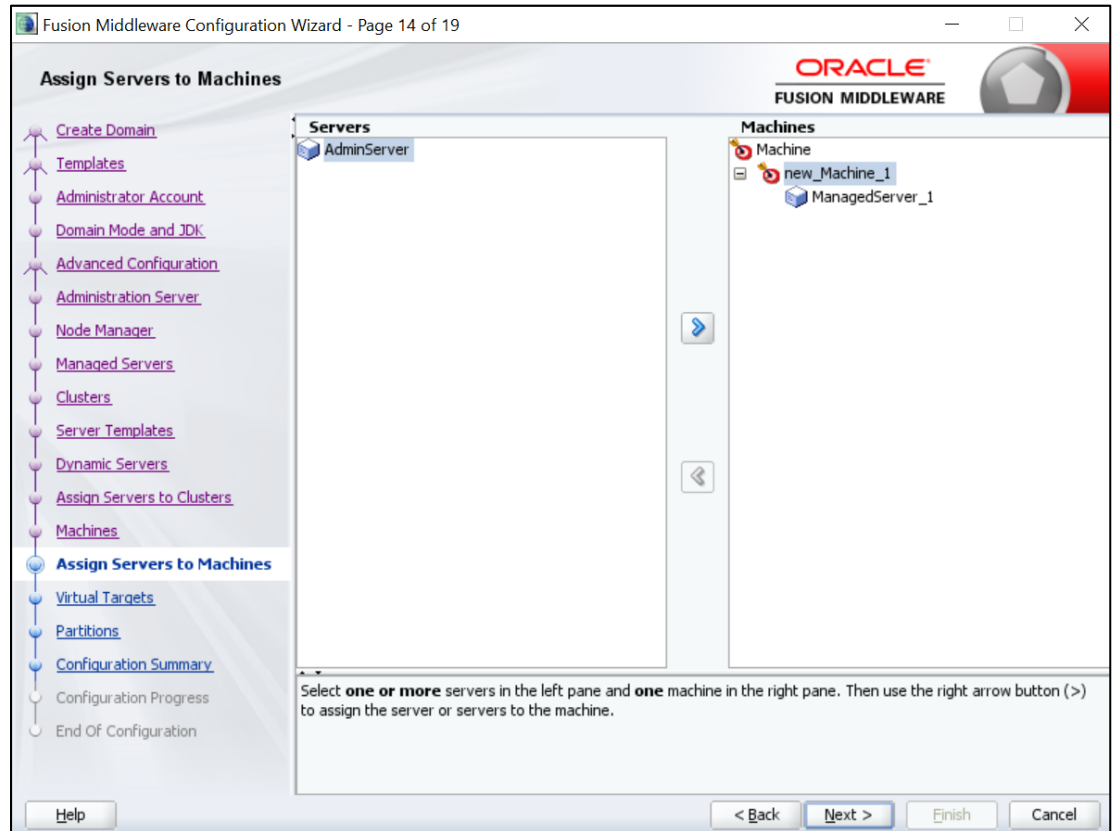 Fusion Middleware Configuration Wizard - Page 14 of 19
Assign Servers to Machines
ORACLE
FUSION MIDDLEWARE
Create Domain
Templates
Administrator Account
Domain Mode and JDK
Advanced Configuration
Administration Server
Node Manager
Managed Servers
Clusters
Server Templates
Dynamic Servers
Assign Servers to Clusters
Machines
Assign Servers to Machines
Virtual Targets
Partitions
Configuration Summary
Configuration Progress
End Of Configuration
Servers
AdminServer
Machines
Machine
new_Machine_1
ManagedServer_1
Select one or more servers in the left pane and one machine in the right pane. Then use the right arrow button (>)
to assign the server or servers to the machine.
Help
< Back
Next >
Finish
Cancel